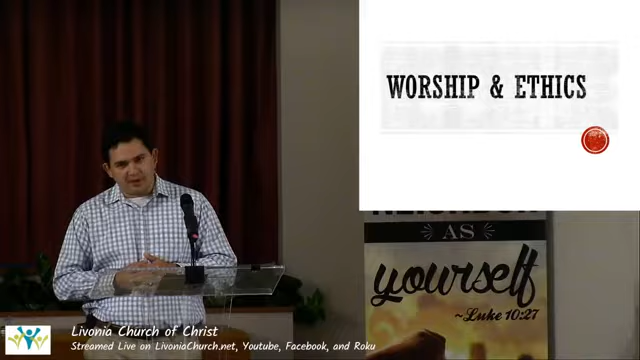 WORSHIP & ETHICS
AS
yourself
~Luke 10:27
Livonia Church of Christ
Streamed Live on LivoniaChurch.net, Youtube, Facebook, and Roku